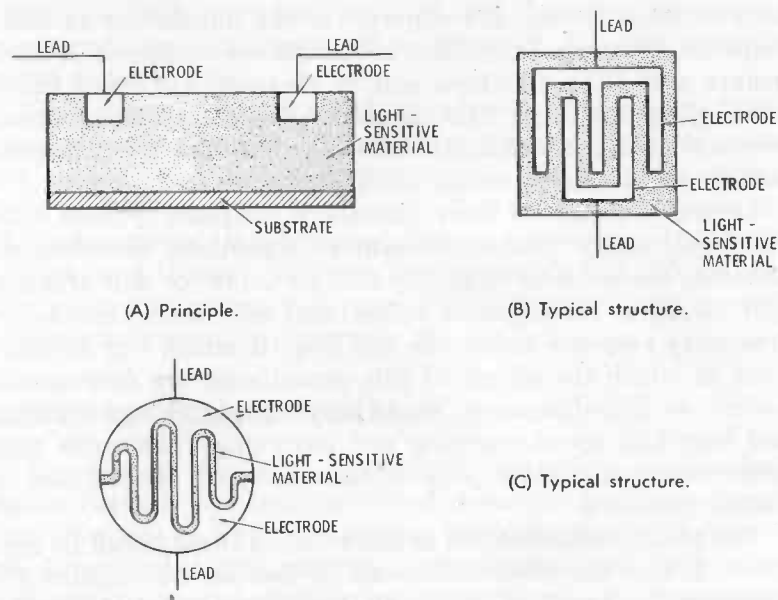 LEAD
LEAD
ELECTRODE
ELECTRODE
LIGHT-
SENSITIVE
MATERIAL
SUBSTRATE
(A) Principle.
LEAD
ELECTRODE
ELECTRODE
LEAD
LIGHT-
SENSITIVE
MATERIAL
(B) Typical structure.
LEAD
ELECTRODE
LIGHT-SENSITIVE
MATERIAL
ELECTRODE
LEAD
(C) Typical structure.